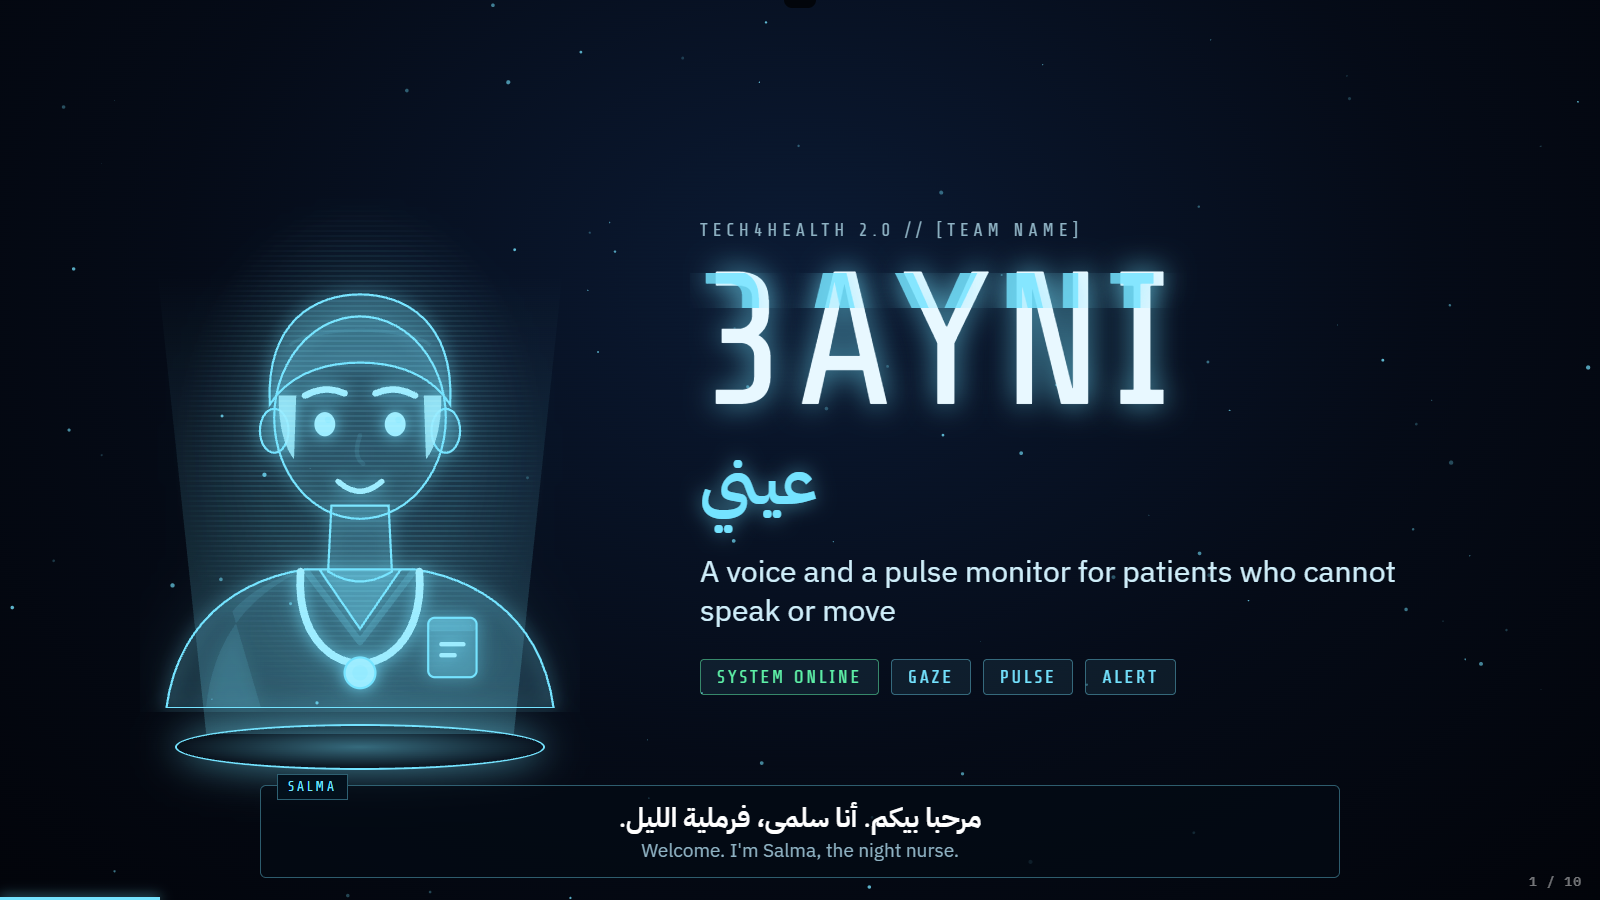 TECH4HEALTH 2.0 // [TEAM NAME]
3AYNI
عيني
A voice and a pulse monitor for patients who cannot
speak or move
SYSTEM ONLINE
GAZE
PULSE
ALERT
SALMA
مرحبا بيكم. أنا سلمى، فرملية الليل.
Welcome. I'm Salma, the night nurse.
1 / 10